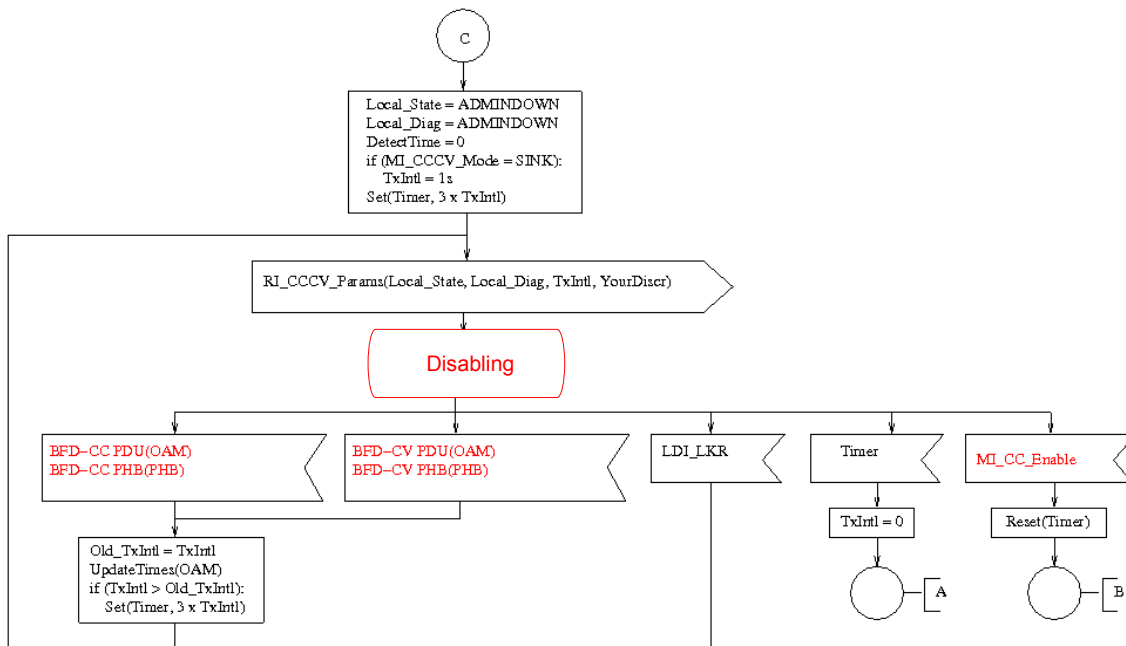 C
Local_State = ADMINDOWN
Local_Diag = ADMINDOWN
DetectTime = 0
if (MI_CCCV_Mode = SINK):
TxIntl = 1s
Set(Timer, 3 x TxIntl)
RI_CCCV_Params(Local_State, Local_Diag, TxIntl, YourDiscr)
Disabling
BFD-CC PDU(OAM)
BFD-CC PHB(PHB)
BFD-CV PDU(OAM)
BFD-CV PHB(PHB)
LDI_LKR
Timer
MI_CC_Enable
TxIntl = 0
Reset(Timer)
Old_TxIntl = TxIntl
UpdateTimes(OAM)
if (TxIntl > Old_TxIntl):
Set(Timer, 3 x TxIntl)
A
B